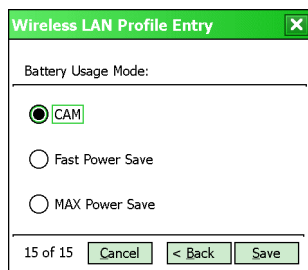 Wireless LAN Profile Entry
Battery Usage Mode:
CAM
Fast Power Save
MAX Power Save
15 of 15 Cancel < Back Save